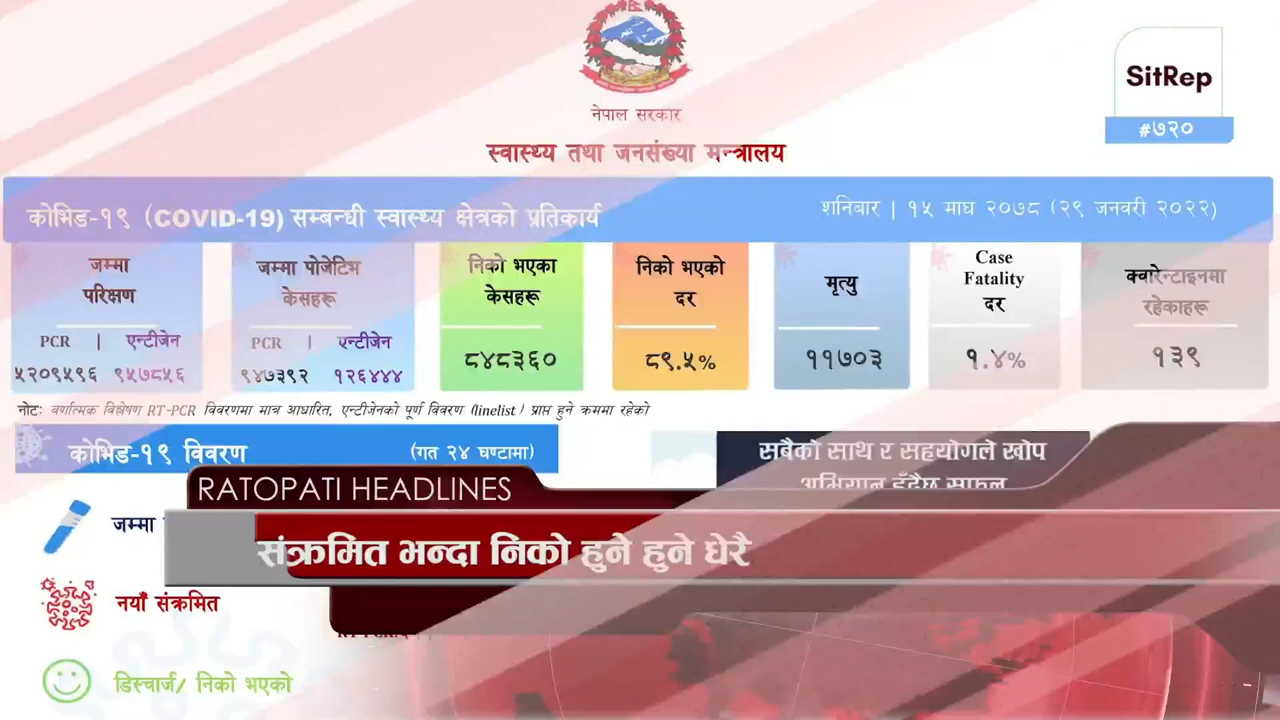 नेपाल सरकार
स्वास्थ्य तथा जनसंख्या मन्त्रालय
SitRep
#७२०
कोभिड-१९ (COVID-19) सम्बन्धी स्वास्थ्य क्षेत्रको प्रतिकार्य
शनिबार | १५ माघ २०७८ (२९ जनवरी २०२२)
जम्मा
परिक्षण
PCR | एन्टीजेन
५२०९५९६ ९५७८५६
जम्मा पोजेटिभ
केसहरू
PCR | एन्टीजेन
९४७३९२ १२६४४४
निको भएका
केसहरू
८४८३६०
निको भएको
दर
८९.५%
मृत्यु
११७०३
Case
Fatality
दर
१.४%
क्वारेन्टाइनमा
रहेकाहरू
१३९
नोट: वर्णात्मक विश्लेषण RT-PCR विवरणमा मात्र आधारित, एन्टीजेनको पूर्ण विवरण (linelist) प्राप्त हुने क्रममा रहेको
कोभिड-१९ विवरण (गत २४ घण्टामा)
सबैको साथ र सहयोगले खोप
अभियान हुँदैछ सफल
RATOPATI HEADLINES
जम्मा
संक्रमित भन्दा निको हुने हुने धेरै
नयाँ संक्रमित
डिस्चार्ज/ निको भएको